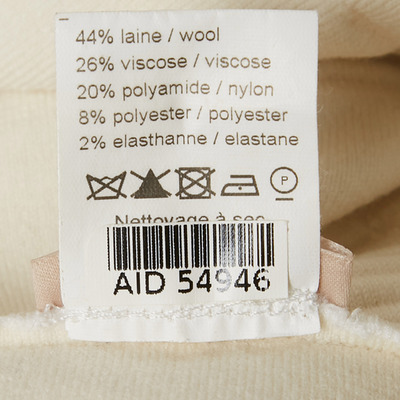 44% laine / wool
26% viscose / viscose
20% polyamide / nylon
8% polyester / polyester
2% elasthanne / elastane
P
Nettoyage à sec
AID 54946